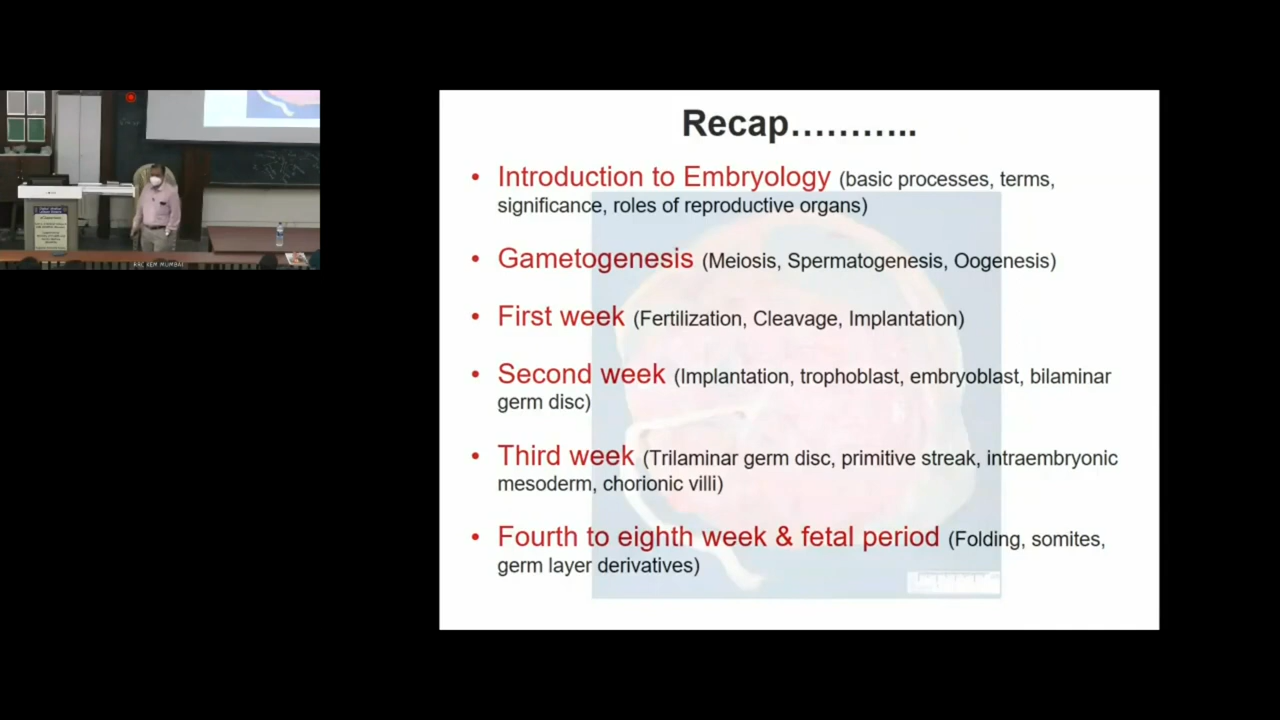 Recap………..
• Introduction to Embryology (basic processes, terms,
significance, roles of reproductive organs)
• Gametogenesis (Meiosis, Spermatogenesis, Oogenesis)
• First week (Fertilization, Cleavage, Implantation)
• Second week (Implantation, trophoblast, embryoblast, bilaminar
germ disc)
• Third week (Trilaminar germ disc, primitive streak, intraembryonic
mesoderm, chorionic villi)
• Fourth to eighth week & fetal period (Folding, somites,
germ layer derivatives)